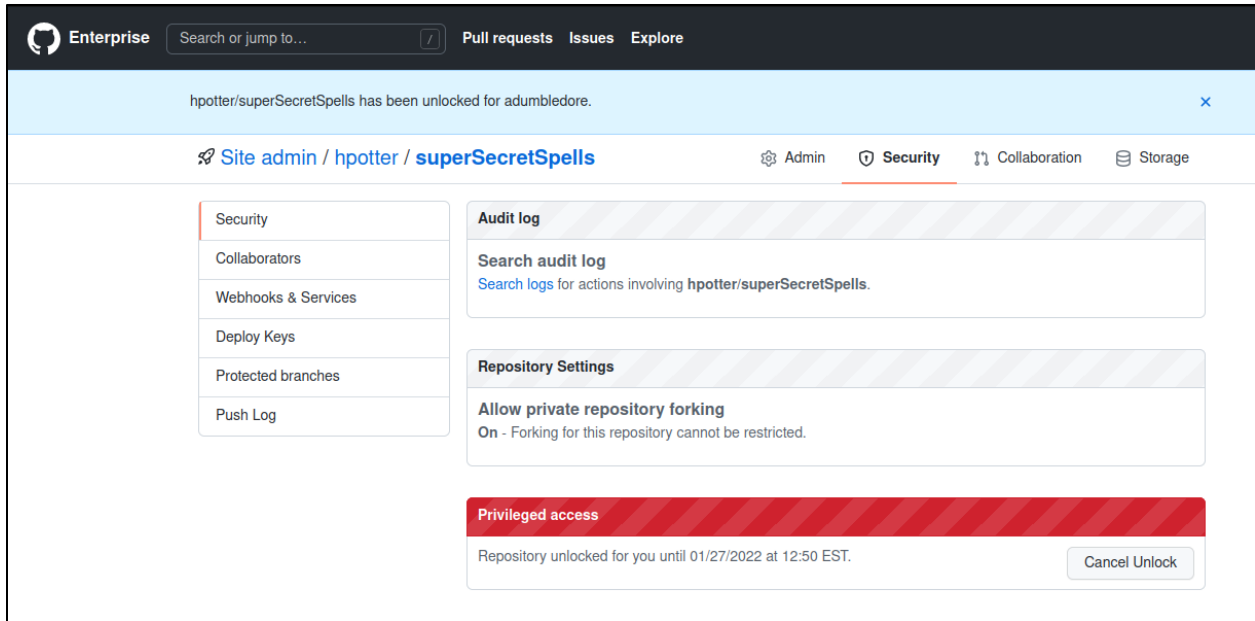 Enterprise Search or jump to... / Pull requests Issues Explore
hpotter/superSecretSpells has been unlocked for adumbledore. ×
Site admin / hpotter / superSecretSpells Admin Security Collaboration Storage
Security
Collaborators
Webhooks & Services
Deploy Keys
Protected branches
Push Log
Audit log
Search audit log
Search logs for actions involving hpotter/superSecretSpells.
Repository Settings
Allow private repository forking
On - Forking for this repository cannot be restricted.
Privileged access
Repository unlocked for you until 01/27/2022 at 12:50 EST. Cancel Unlock